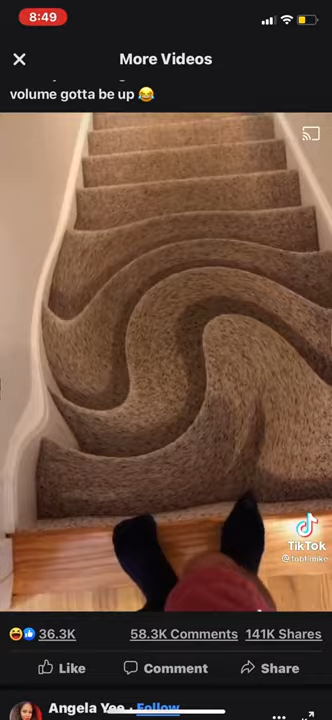 8:49
More Videos
volume gotta be up 😂
TikTok
36.3K
58.3K Comments
141K Shares
Like
Comment
Share
Angela Yee · Follow